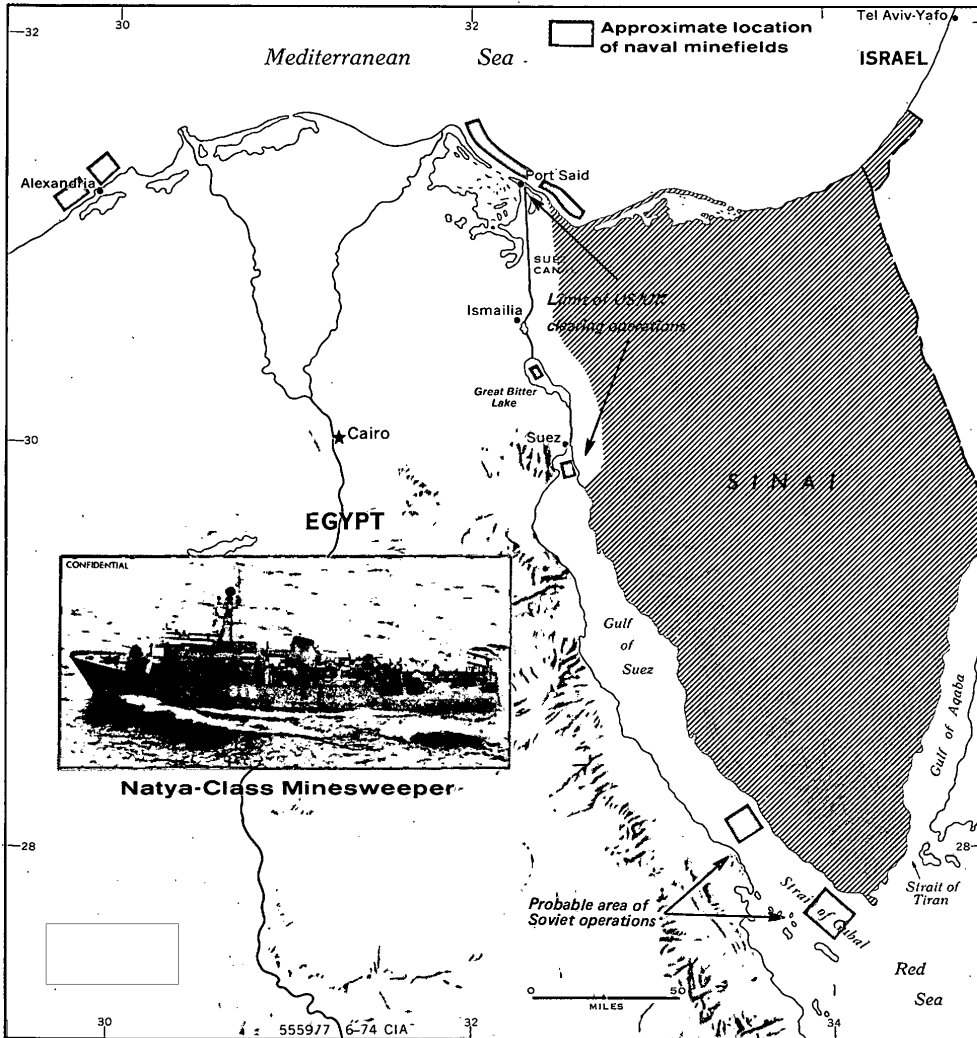 30
32
Tel Aviv-Yafo
32
Approximate location
of naval minefields
Mediterranean Sea
ISRAEL
Alexandria
Port Said
SUEZ
CANAL
Limit of US/UK
clearing operations
Ismailia
Great Bitter
Lake
30
Cairo
Suez
SINAI
EGYPT
CONFIDENTIAL
Gulf
of
Suez
Gulf of Aqaba
Natya-Class Minesweeper
28
28
Strait of
Tiran
Strait of Gubal
Probable area of
Soviet operations
Red
Sea
0
50
MILES
30
32
34
555977 6-74 CIA